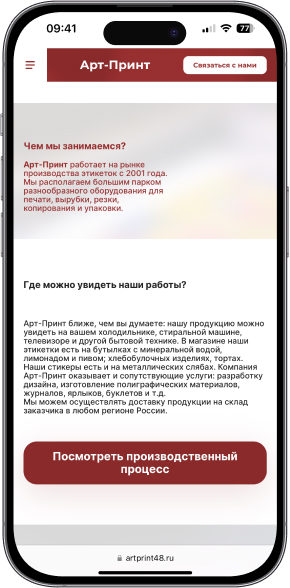 09:41
77
Арт-Принт
Связаться с нами
Чем мы занимаемся?
Арт-Принт работает на рынке
производства этикеток с 2001 года.
Мы располагаем большим парком
разнообразного оборудования для
печати, вырубки, резки,
копирования и упаковки.
Где можно увидеть наши работы?
Арт-Принт ближе, чем вы думаете: нашу продукцию можно
увидеть на вашем холодильнике, стиральной машине,
телевизоре и другой бытовой технике. В магазине наши
этикетки есть на бутылках с минеральной водой,
лимонадом и пивом; хлебобулочных изделиях, тортах.
Наши стикеры есть и на металлических слябах. Компания
Арт-Принт оказывает и сопутствующие услуги: разработку
дизайна, изготовление полиграфических материалов,
журналов, ярлыков, буклетов и т.д.
Мы можем осуществлять доставку продукции на склад
заказчика в любом регионе России.
Посмотреть производственный
процесс
artprint48.ru